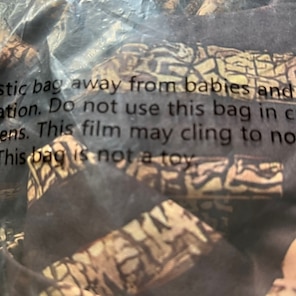 stic bag away from babies and
ation. Do not use this bag in c
ens. This film may cling to no
This bag is not a toy.